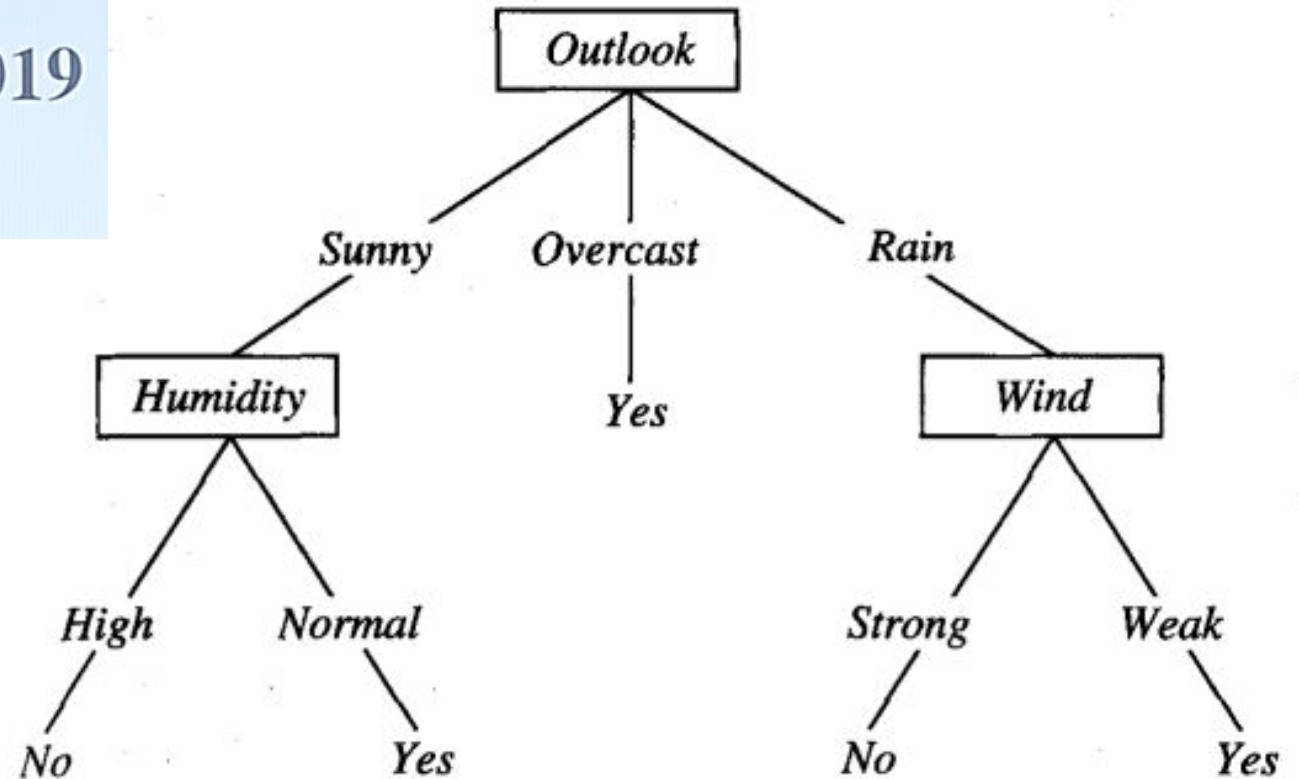 019
Outlook
Sunny Overcast Rain
Humidity Yes Wind
High Normal Strong Weak
No Yes No Yes